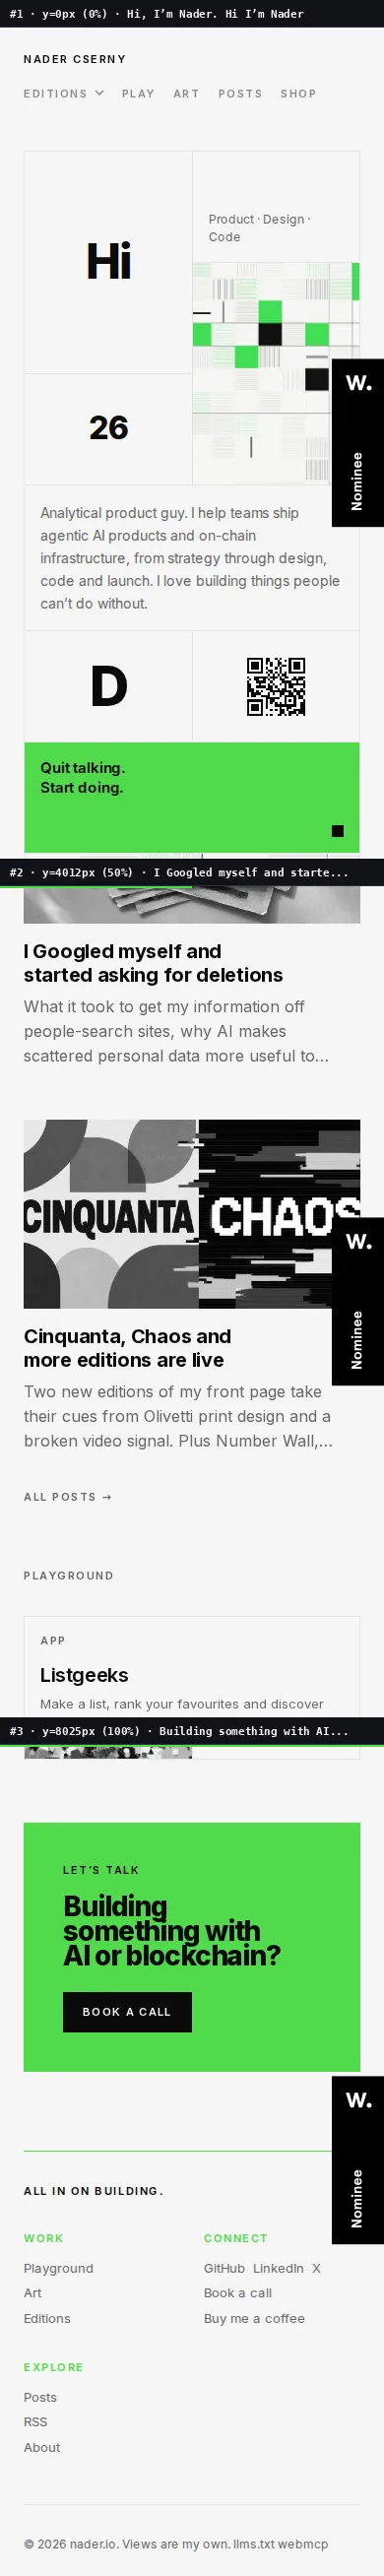 #1 · y=0px (0%) · Hi, I’m Nader. Hi I’m Nader
NADER CSERNY
EDITIONS PLAY ART POSTS SHOP
Hi
Product · Design ·
Code
W.
26
Nominee
Analytical product guy. I help teams ship
agentic AI products and on-chain
infrastructure, from strategy through design,
code and launch. I love building things people
can’t do without.
D
Quit talking.
Start doing.
#2 · y=4012px (50%) · I Googled myself and starte...
I Googled myself and
started asking for deletions
What it took to get my information off
people-search sites, why AI makes
scattered personal data more useful to…
CINQUANTA CHAOS
W.
Nominee
Cinquanta, Chaos and
more editions are live
Two new editions of my front page take
their cues from Olivetti print design and a
broken video signal. Plus Number Wall,…
ALL POSTS →
PLAYGROUND
APP
Listgeeks
Make a list, rank your favourites and discover
#3 · y=8025px (100%) · Building something with AI...
LET’S TALK
Building
something with
AI or blockchain?
BOOK A CALL
W.
Nominee
ALL IN ON BUILDING.
WORK
Playground
Art
Editions
CONNECT
GitHub LinkedIn X
Book a call
Buy me a coffee
EXPLORE
Posts
RSS
About
© 2026 nader.io. Views are my own. llms.txt webmcp